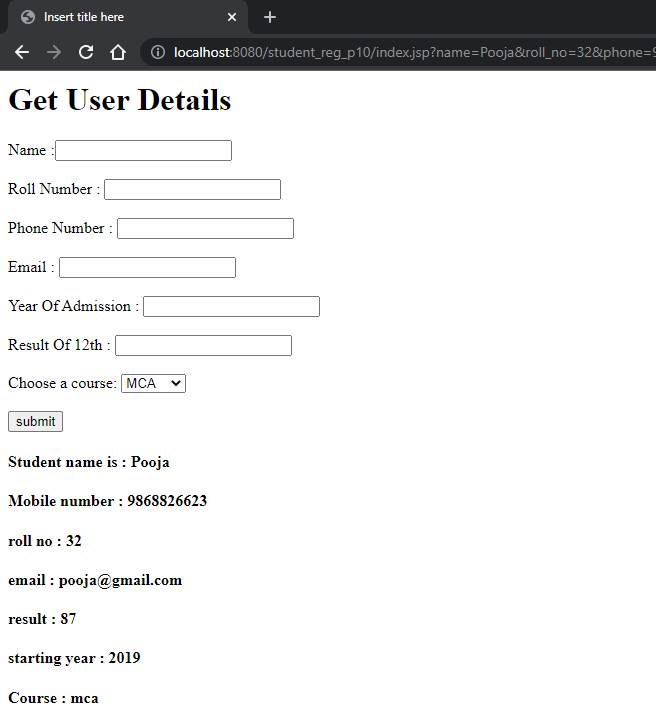 Insert title here
localhost:8080/student_reg_p10/index.jsp?name=Pooja&roll_no=32&phone=9
Get User Details
Name :
Roll Number :
Phone Number :
Email :
Year Of Admission :
Result Of 12th :
Choose a course: MCA
submit
Student name is : Pooja
Mobile number : 9868826623
roll no : 32
email : pooja@gmail.com
result : 87
starting year : 2019
Course : mca